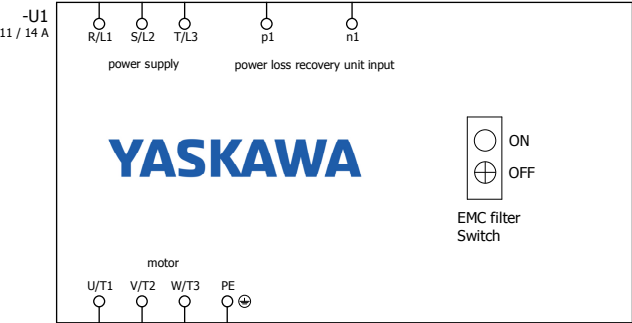 -U1
11 / 14 A
R/L1 S/L2 T/L3 p1 n1
power supply power loss recovery unit input
YASKAWA
ON
OFF
EMC filter
Switch
motor
U/T1 V/T2 W/T3 PE